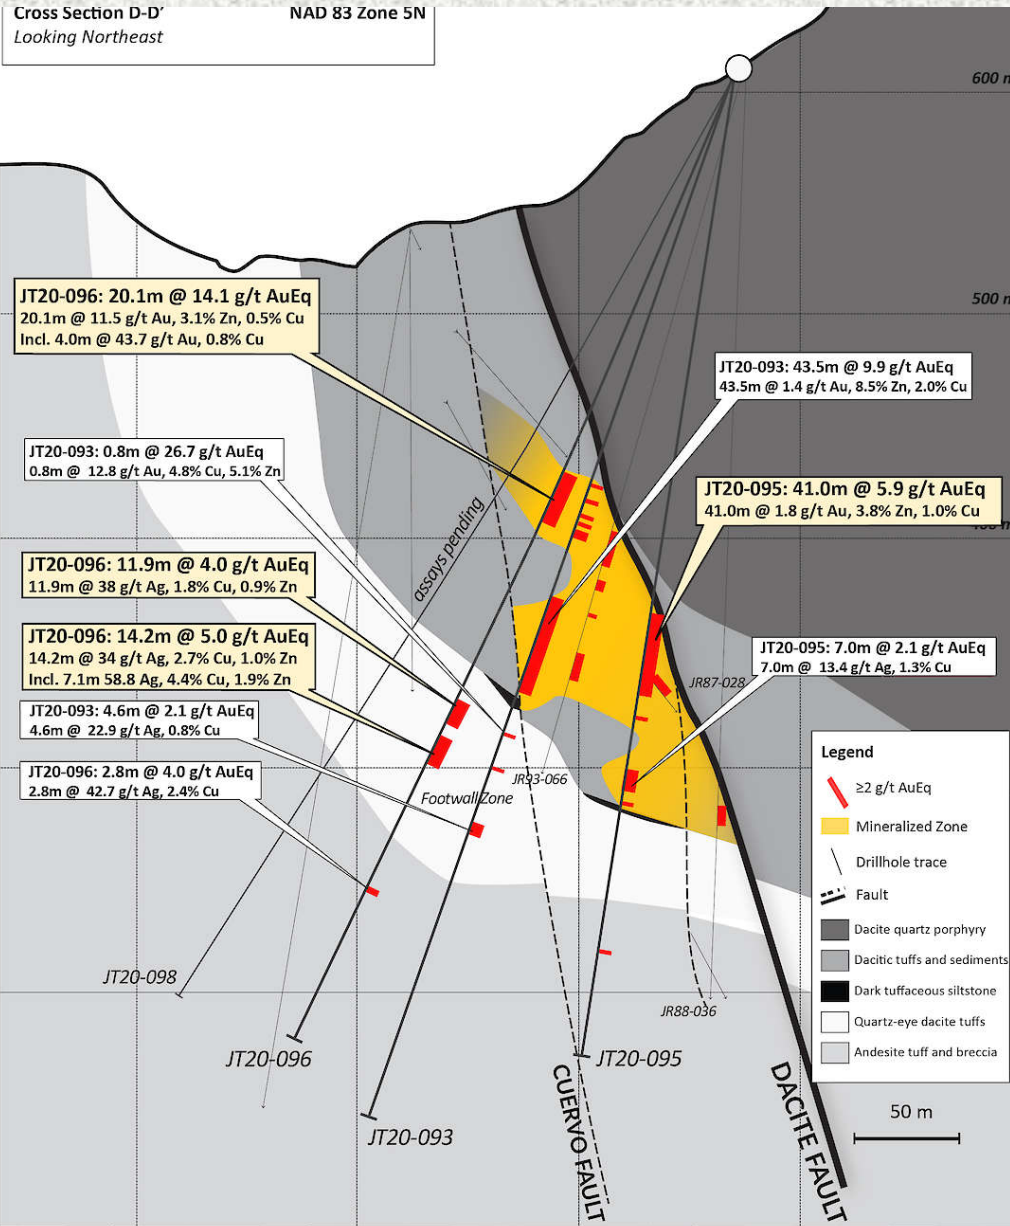 Cross Section D-D'
NAD 83 Zone 5N
Looking Northeast
600 m
500 m
JT20-096: 20.1m @ 14.1 g/t AuEq
20.1m @ 11.5 g/t Au, 3.1% Zn, 0.5% Cu
Incl. 4.0m @ 43.7 g/t Au, 0.8% Cu
JT20-093: 43.5m @ 9.9 g/t AuEq
43.5m @ 1.4 g/t Au, 8.5% Zn, 2.0% Cu
JT20-093: 0.8m @ 26.7 g/t AuEq
0.8m @ 12.8 g/t Au, 4.8% Cu, 5.1% Zn
JT20-095: 41.0m @ 5.9 g/t AuEq
41.0m @ 1.8 g/t Au, 3.8% Zn, 1.0% Cu
assays pending
JT20-096: 11.9m @ 4.0 g/t AuEq
11.9m @ 38 g/t Ag, 1.8% Cu, 0.9% Zn
JT20-096: 14.2m @ 5.0 g/t AuEq
14.2m @ 34 g/t Ag, 2.7% Cu, 1.0% Zn
Incl. 7.1m 58.8 Ag, 4.4% Cu, 1.9% Zn
JT20-095: 7.0m @ 2.1 g/t AuEq
7.0m @ 13.4 g/t Ag, 1.3% Cu
JR87-028
JT20-093: 4.6m @ 2.1 g/t AuEq
4.6m @ 22.9 g/t Ag, 0.8% Cu
JT20-096: 2.8m @ 4.0 g/t AuEq
2.8m @ 42.7 g/t Ag, 2.4% Cu
JR93-066
Footwall Zone
Legend
≥2 g/t AuEq
Mineralized Zone
Drillhole trace
Fault
Dacite quartz porphyry
Dacitic tuffs and sediments
Dark tuffaceous siltstone
Quartz-eye dacite tuffs
Andesite tuff and breccia
JT20-098
JR88-036
JT20-096
JT20-095
JT20-093
CUERVO FAULT
DACITE FAULT
50 m